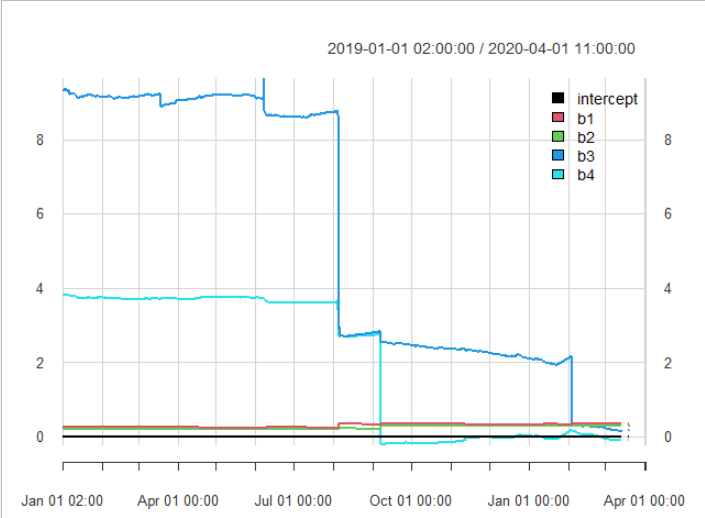 2019-01-01 02:00:00 / 2020-04-01 11:00:00
intercept
b1
b2
b3
b4
8 8
6 6
4 4
2 2
0 0
Jan 01 02:00 Apr 01 00:00 Jul 01 00:00 Oct 01 00:00 Jan 01 00:00 Apr 01 00:00